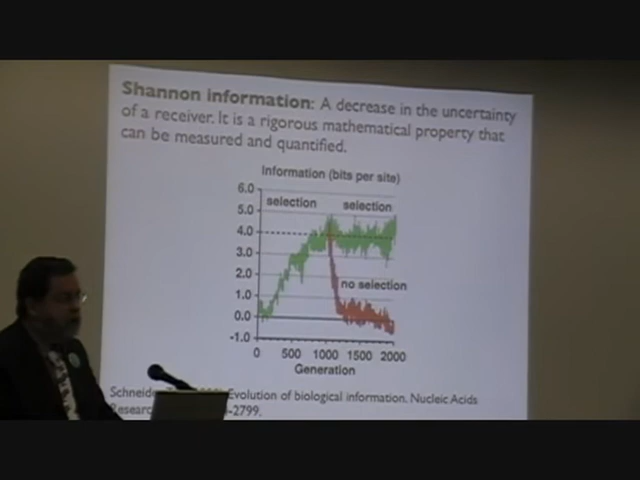 Shannon information: A decrease in the uncertainty
of a receiver. It is a rigorous mathematical property that
can be measured and quantified.
Information (bits per site)
6.0
selection selection
5.0
4.0
3.0
2.0
no selection
1.0
0.0
-1.0
0 500 1000 1500 2000
Generation
Evolution of biological information. Nucleic Acids
-2799.